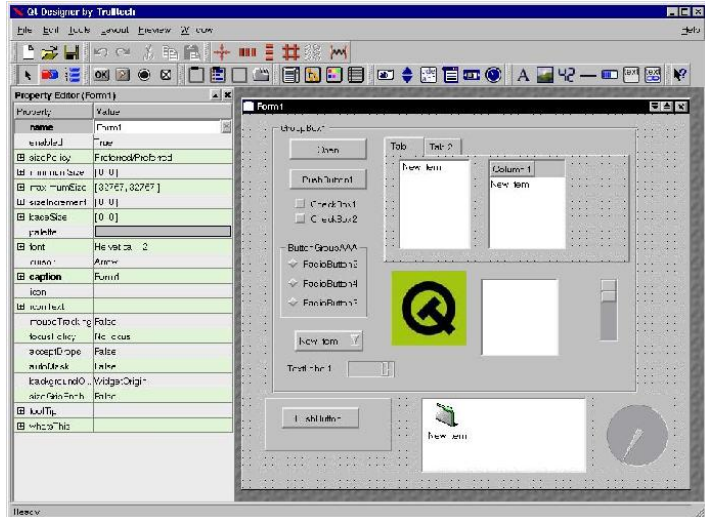 Qt Designer by Trolltech
File Edit Tools Layout Preview Window Help
Property Editor (Form1)
Property Value
name Form1
enabled True
sizePolicy Preferred/Preferred
minimumSize [ 0, 0 ]
maximumSize [ 32767, 32767 ]
sizeIncrement [ 0, 0 ]
baseSize [ 0, 0 ]
palette
font
cursor Arrow
caption Form1
icon
iconText
mouseTracking False
focusPolicy NoFocus
acceptDrops False
autoMask False
WidgetOrigin
False
toolTip
whatsThis
Form1
GroupBox1
Open
PushButton1
CheckBox1
CheckBox2
ButtonGroupAAA
RadioButton4
New Item
TextLabel1
Tab Tab 2
New Item
Column 1
New Item
PushButton
New Item
Ready